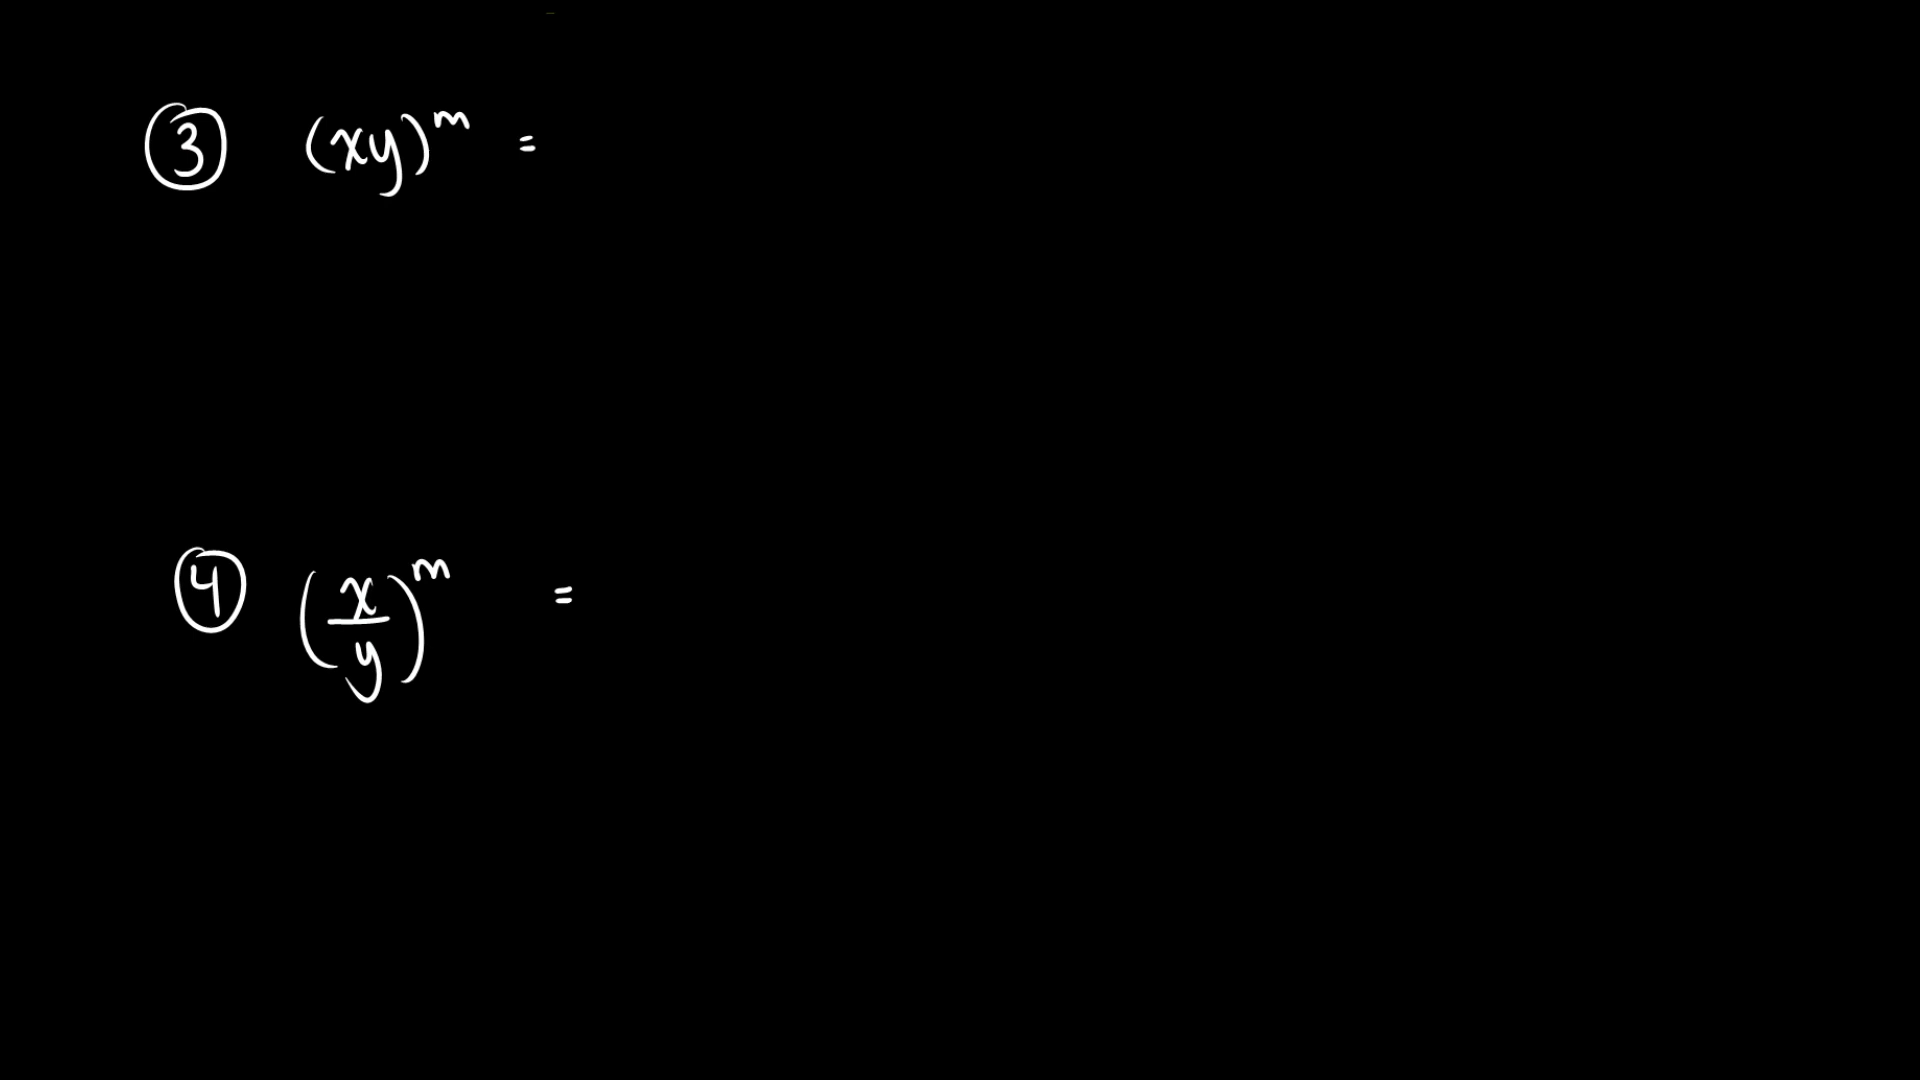 ③ (xy)^m =
④ (x/y)^m =